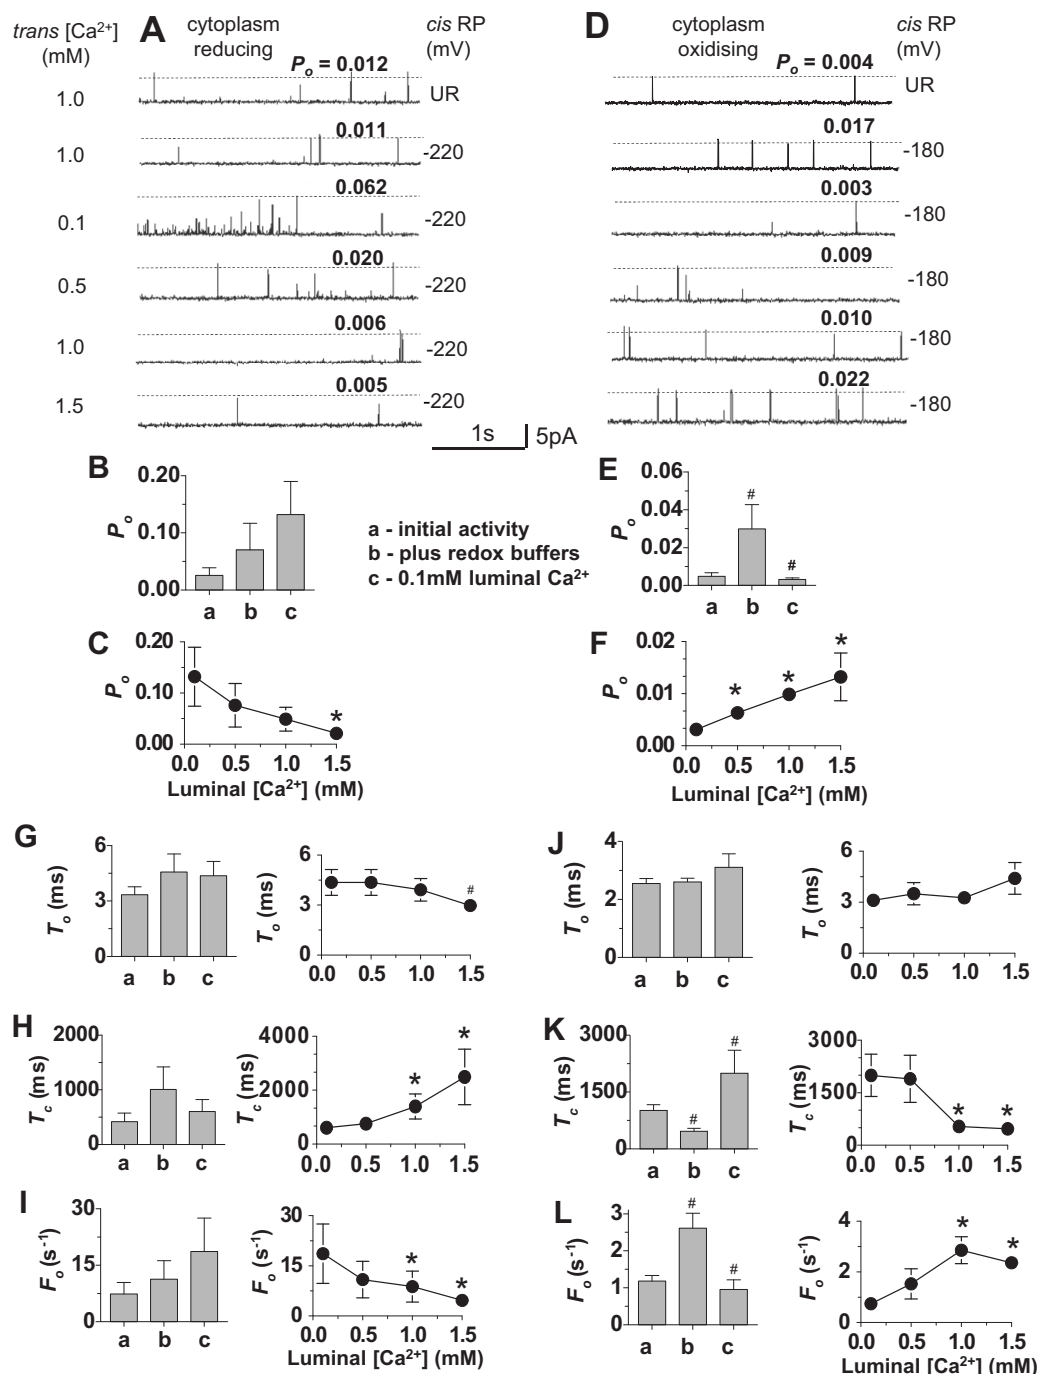 trans [Ca²⁺] (mM)
A cytoplasm reducing
cis RP (mV)
Pₒ = 0.012
1.0 UR
0.011
1.0 -220
0.062
0.1 -220
0.020
0.5 -220
0.006
1.0 -220
0.005
1.5 -220
D cytoplasm oxidising
cis RP (mV)
Pₒ = 0.004
UR
0.017
-180
0.003
-180
0.009
-180
0.010
-180
0.022
-180
1s 5pA
B
Pₒ
0.20
0.10
0.00
a b c
a - initial activity
b - plus redox buffers
c - 0.1mM luminal Ca²⁺
E
Pₒ
0.06
0.04
0.02
0.00
# #
a b c
C
Pₒ
0.20
0.10
0.00
*
0.0 0.5 1.0 1.5
Luminal [Ca²⁺] (mM)
F
Pₒ
0.02
0.01
0.00
* * *
0.0 0.5 1.0 1.5
Luminal [Ca²⁺] (mM)
G
Tₒ (ms)
6
3
0
a b c
Tₒ (ms)
6
3
0
#
0.0 0.5 1.0 1.5
J
Tₒ (ms)
4
2
0
a b c
Tₒ (ms)
6
3
0
0.0 0.5 1.0 1.5
H
T꜀ (ms)
2000
1000
0
a b c
T꜀ (ms)
4000
2000
0
* *
0.0 0.5 1.0 1.5
K
T꜀ (ms)
3000
1500
0
# #
a b c
T꜀ (ms)
3000
1500
0
* *
0.0 0.5 1.0 1.5
I
Fₒ (s⁻¹)
30
15
0
a b c
Fₒ (s⁻¹)
30
15
0
* *
0.0 0.5 1.0 1.5
Luminal [Ca²⁺] (mM)
L
Fₒ (s⁻¹)
3
2
1
0
# #
a b c
Fₒ (s⁻¹)
4
2
0
* *
0.0 0.5 1.0 1.5
Luminal [Ca²⁺] (mM)